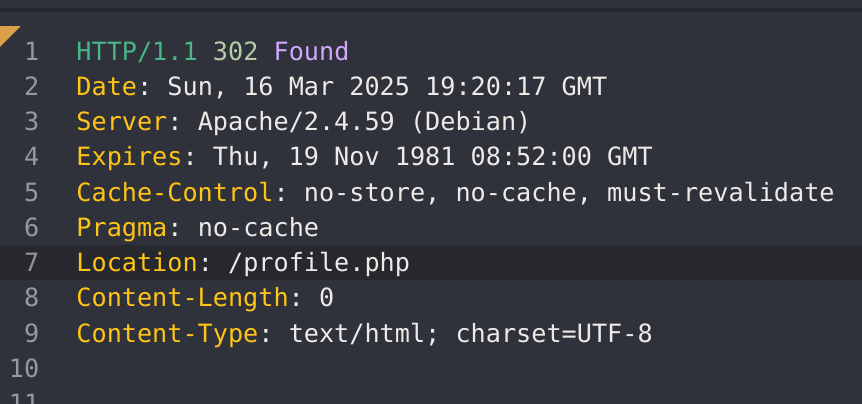 1 HTTP/1.1 302 Found
2 Date: Sun, 16 Mar 2025 19:20:17 GMT
3 Server: Apache/2.4.59 (Debian)
4 Expires: Thu, 19 Nov 1981 08:52:00 GMT
5 Cache-Control: no-store, no-cache, must-revalidate
6 Pragma: no-cache
7 Location: /profile.php
8 Content-Length: 0
9 Content-Type: text/html; charset=UTF-8
10
11